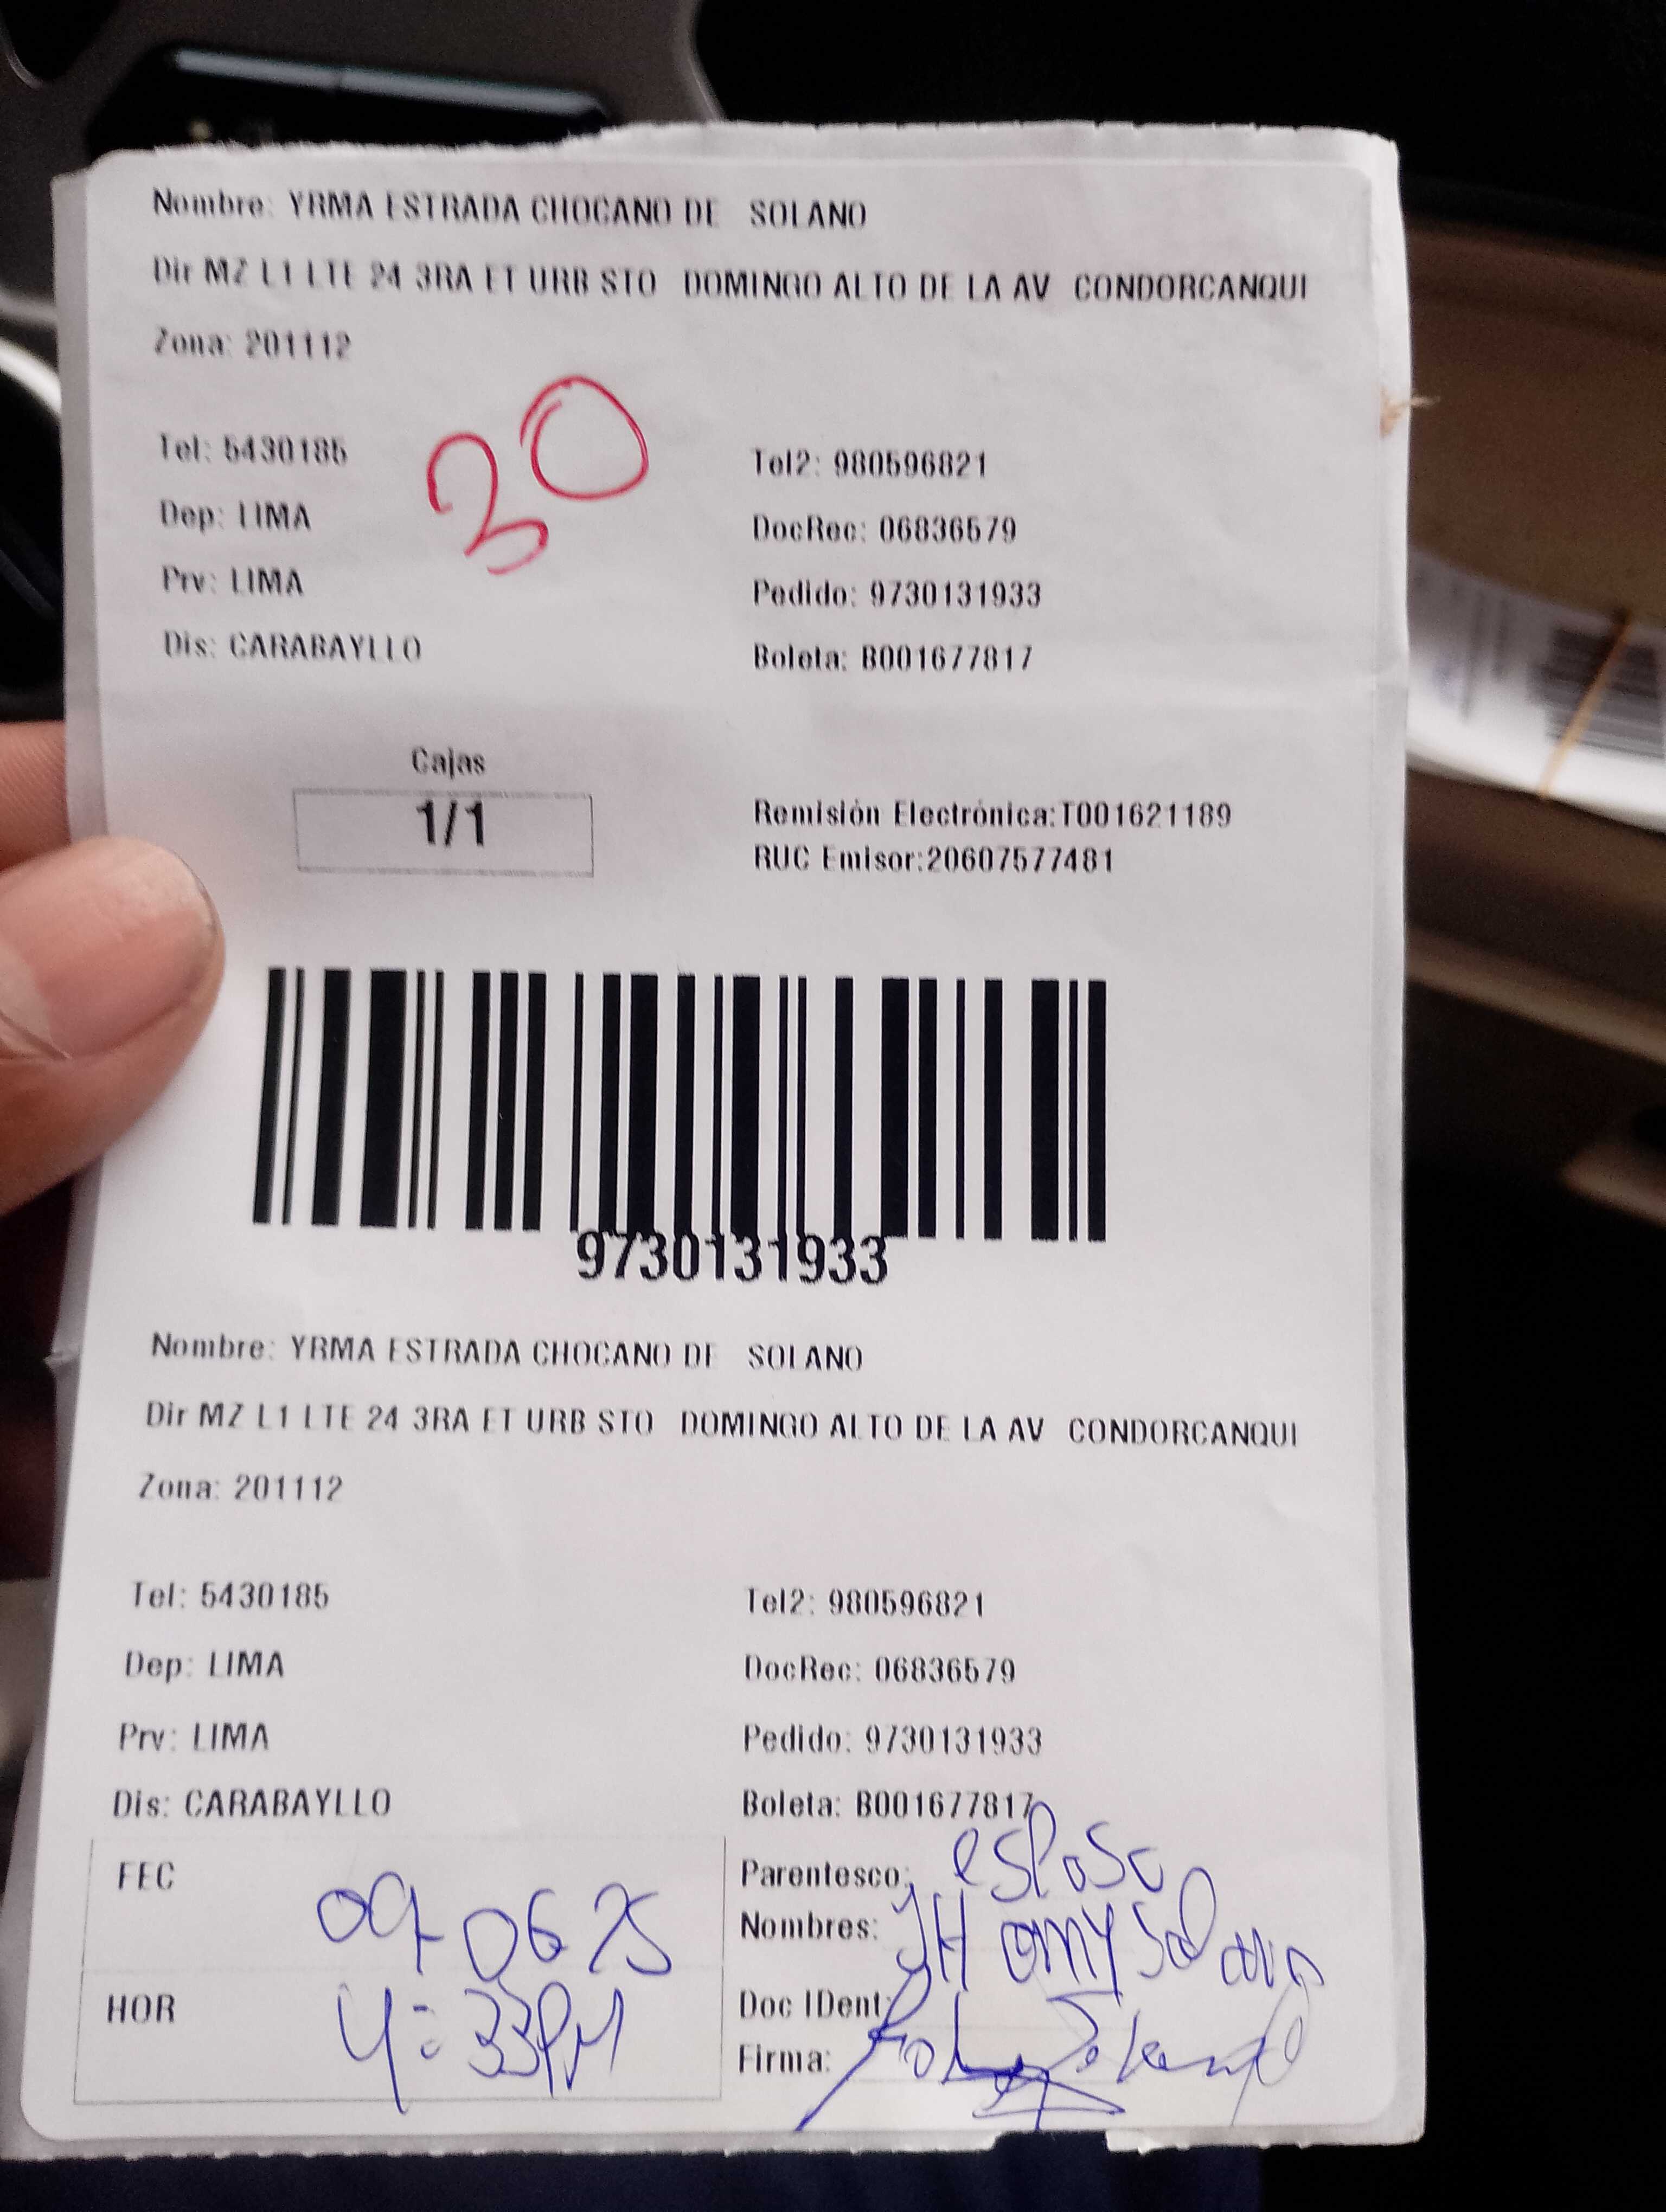 Nombre: YRMA ESTRADA CHOCANO DE SOLANO
Dir MZ L1 LTE 24 3RA ET URB STO DOMINGO ALTO DE LA AV CONDORCANQUI
Zona: 201112
30
Tel: 5430185 Tel2: 980596821
Dep: LIMA DocRec: 06836579
Prv: LIMA Pedido: 9730131933
Dis: CARABAYLLO Boleta: B001677817
Cajas
1/1
Remisión Electrónica:T001621189
RUC Emisor:20607577481
9730131933
Nombre: YRMA ESTRADA CHOCANO DE SOLANO
Dir MZ L1 LTE 24 3RA ET URB STO DOMINGO ALTO DE LA AV CONDORCANQUI
Zona: 201112
Tel: 5430185 Tel2: 980596821
Dep: LIMA DocRec: 06836579
Prv: LIMA Pedido: 9730131933
Dis: CARABAYLLO Boleta: B001677817
FEC 09 06 25
HOR 4:33PM
Parentesco: esposo
Nombres: JHOMMY Solano
Doc IDent:
Firma: